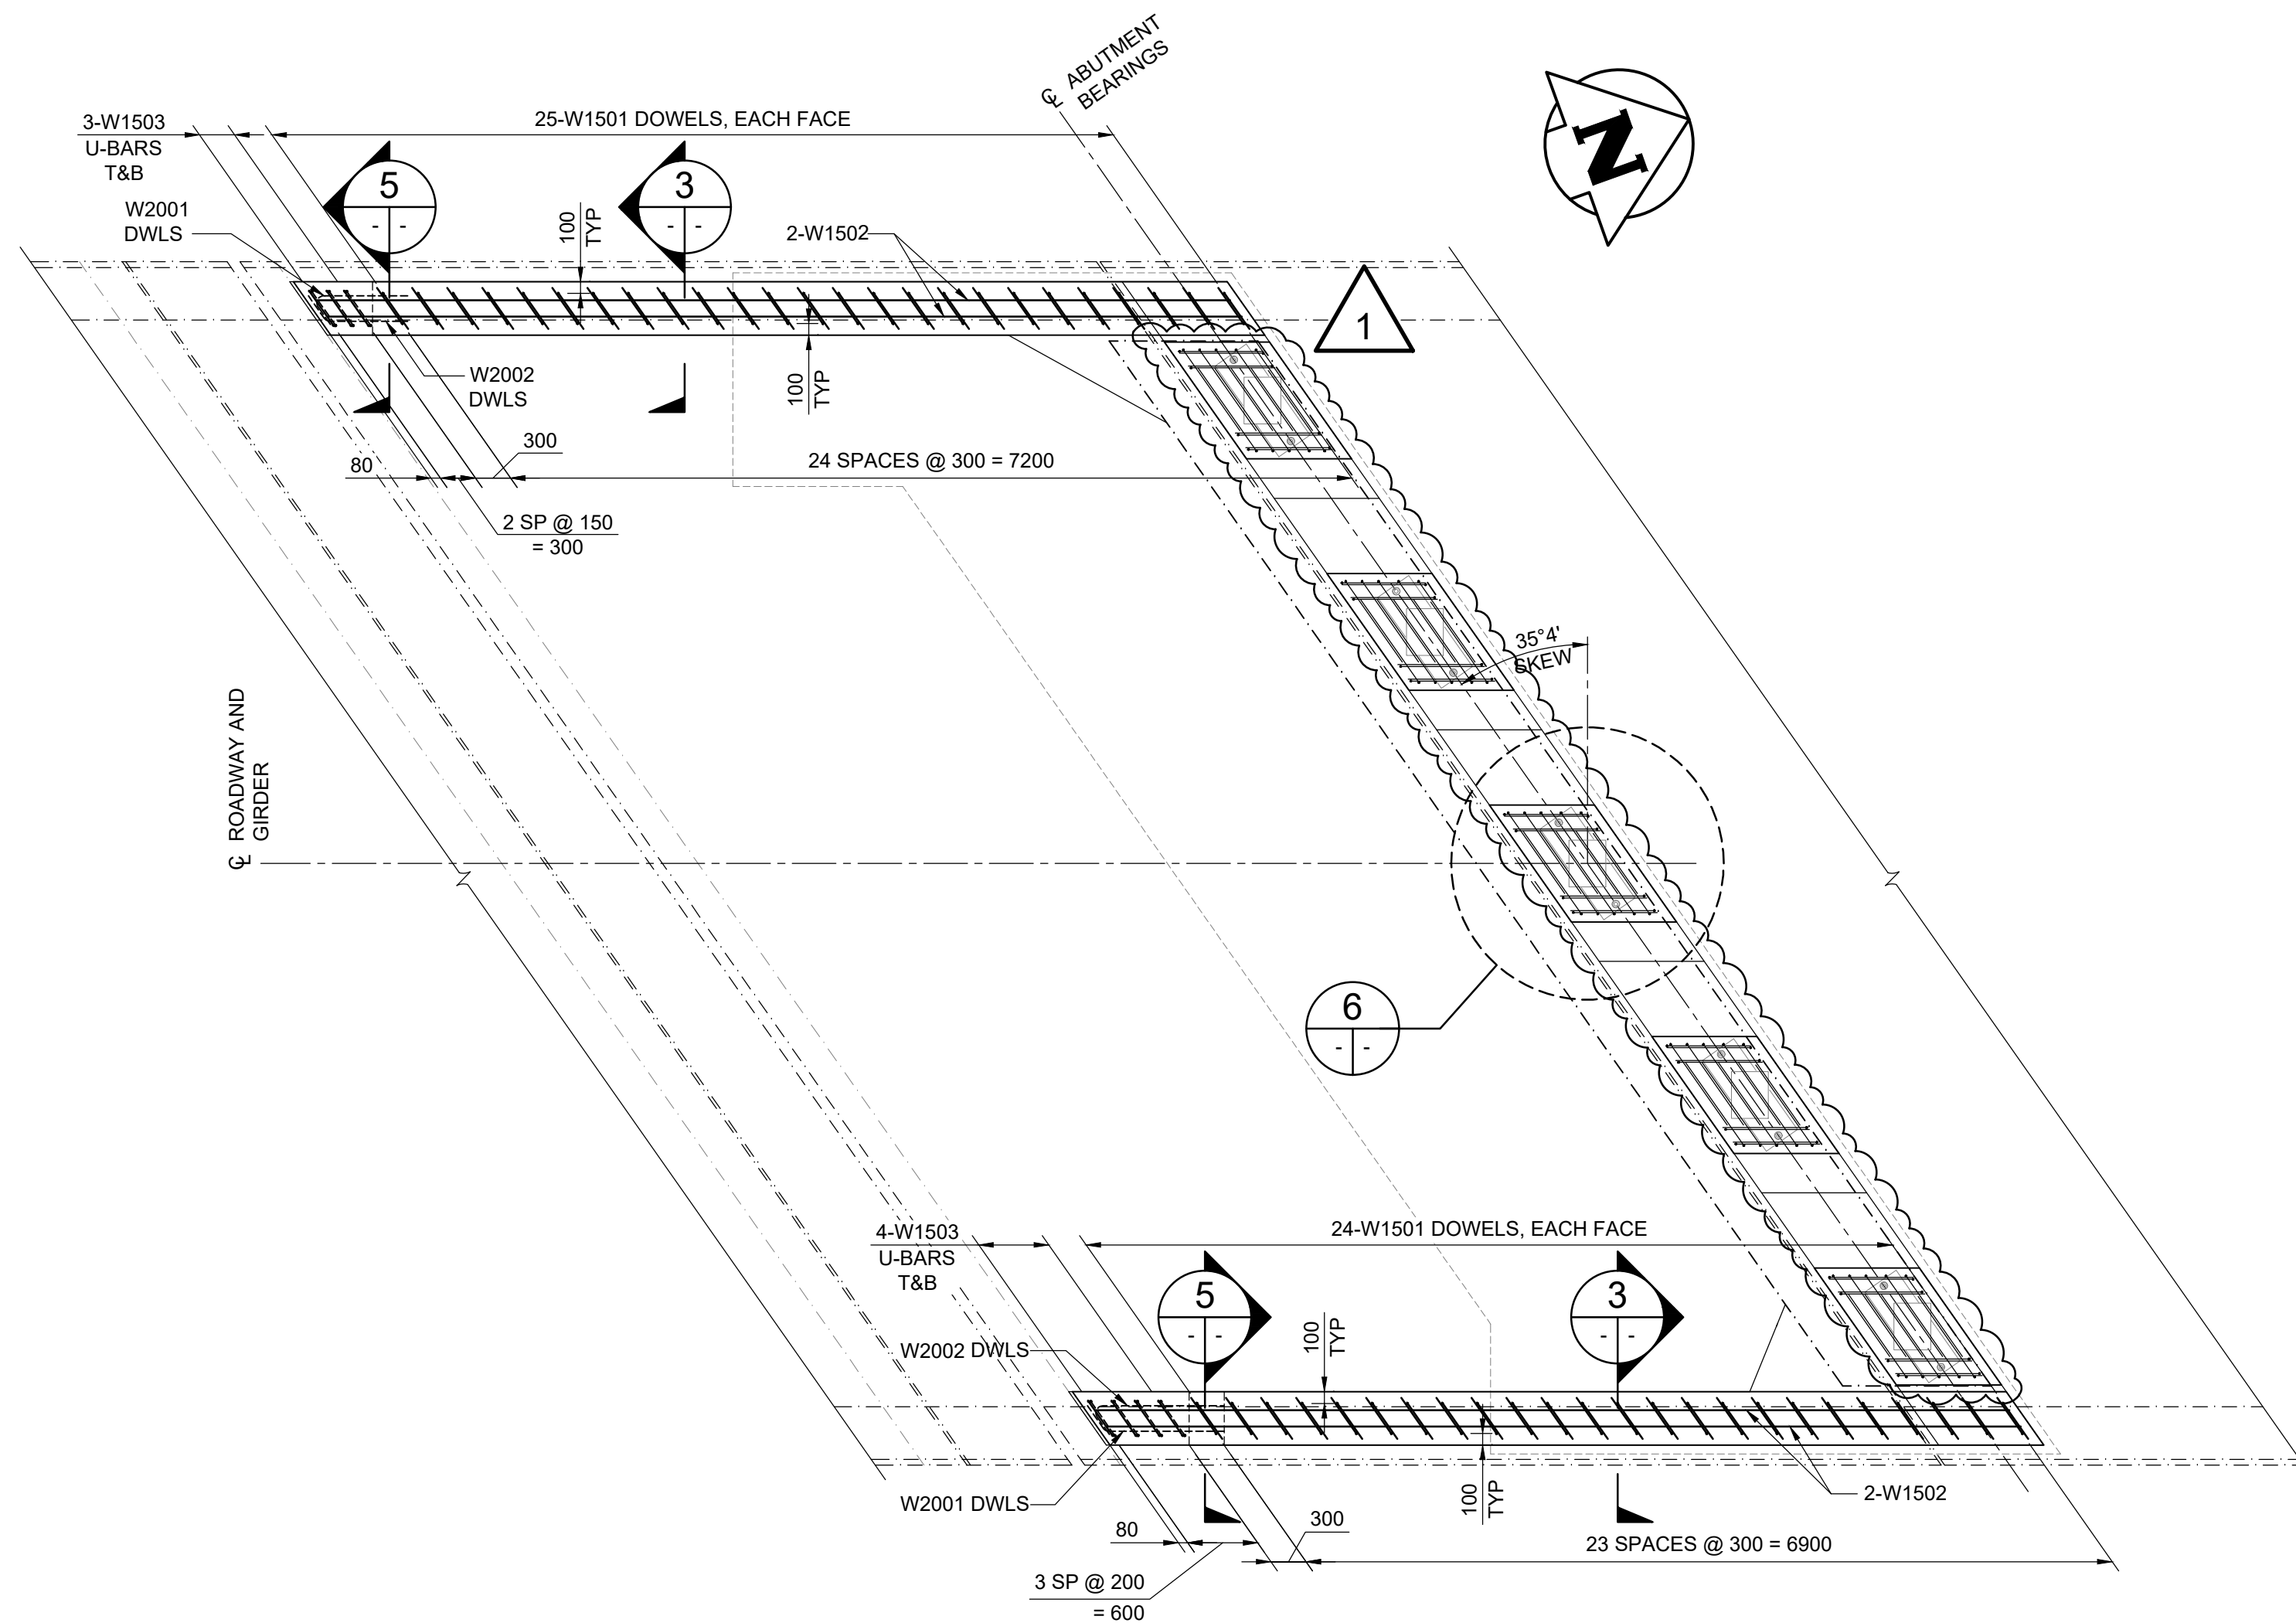 ℄ ABUTMENT
BEARINGS
3-W1503
U-BARS
T&B
25-W1501 DOWELS, EACH FACE
N
W2001
DWLS
5
- -
3
- -
100
TYP
2-W1502
1
W2002
DWLS
100
TYP
300
80
24 SPACES @ 300 = 7200
2 SP @ 150
= 300
35°4'
SKEW
℄ ROADWAY AND
GIRDER
6
- -
4-W1503
U-BARS
T&B
24-W1501 DOWELS, EACH FACE
5
- -
3
- -
W2002 DWLS
100
TYP
W2001 DWLS
100
TYP
2-W1502
80
300
23 SPACES @ 300 = 6900
3 SP @ 200
= 600